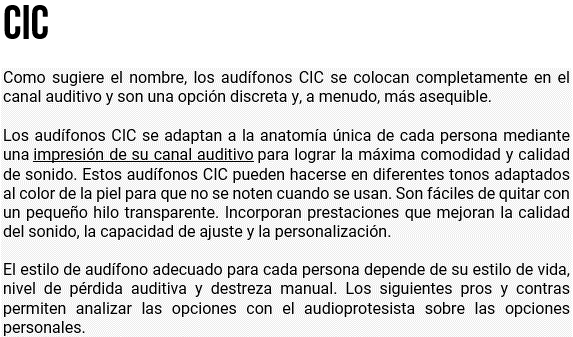 CIC
Como sugiere el nombre, los audífonos CIC se colocan completamente en el
canal auditivo y son una opción discreta y, a menudo, más asequible.
Los audífonos CIC se adaptan a la anatomía única de cada persona mediante
una impresión de su canal auditivo para lograr la máxima comodidad y calidad
de sonido. Estos audífonos CIC pueden hacerse en diferentes tonos adaptados
al color de la piel para que no se noten cuando se usan. Son fáciles de quitar con
un pequeño hilo transparente. Incorporan prestaciones que mejoran la calidad
del sonido, la capacidad de ajuste y la personalización.
El estilo de audífono adecuado para cada persona depende de su estilo de vida,
nivel de pérdida auditiva y destreza manual. Los siguientes pros y contras
permiten analizar las opciones con el audioprotesista sobre las opciones
personales.